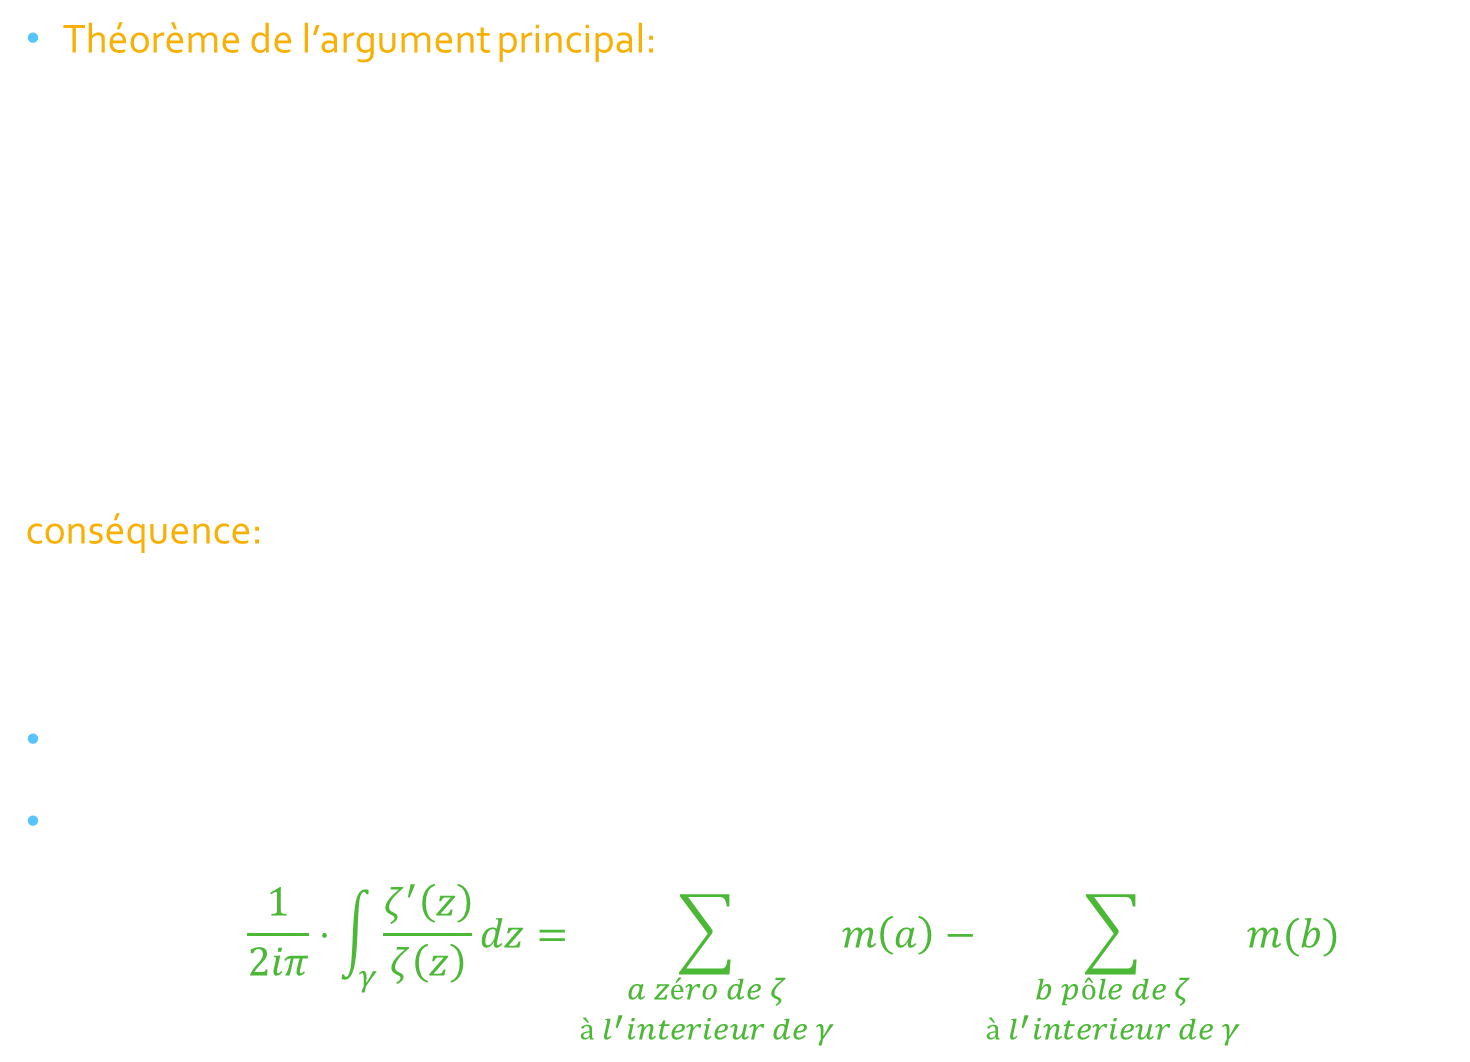 • Théorème de l’argument principal:
conséquence:
•
•
1/2iπ · ∫_γ ζ′(z)/ζ(z) dz = ∑_{a zéro de ζ à l′interieur de γ} m(a) − ∑_{b pôle de ζ à l′interieur de γ} m(b)